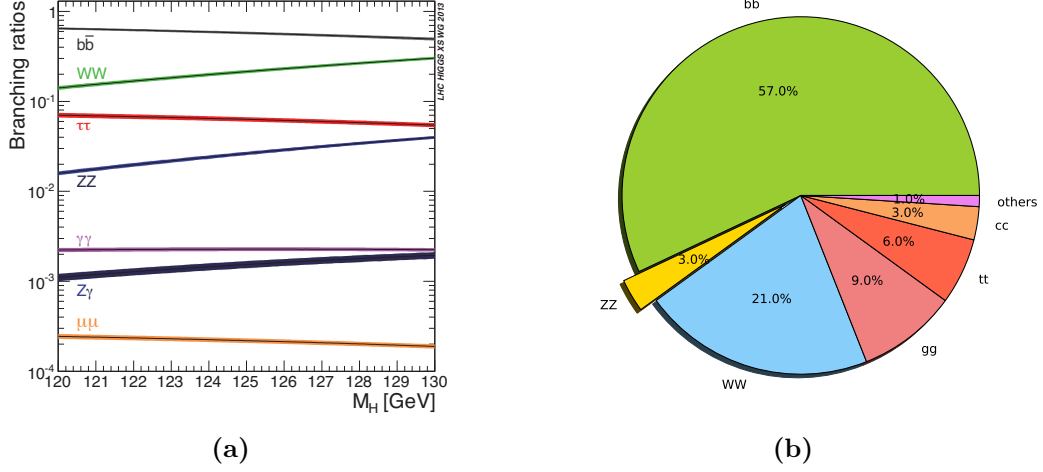 Branching ratios
1
10-1
10-2
10-3
10-4
bb̄
WW
ττ
ZZ
γγ
Zγ
μμ
120 121 122 123 124 125 126 127 128 129 130
MH [GeV]
LHC HIGGS XS WG 2013
(a)
bb
57.0%
1.0%
others
3.0%
cc
6.0%
tt
9.0%
gg
21.0%
WW
3.0%
ZZ
(b)